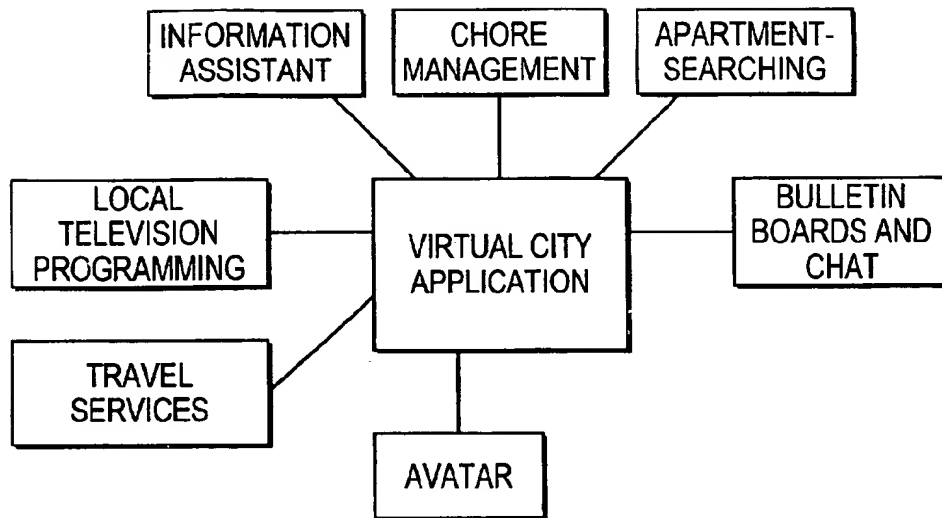 INFORMATION
ASSISTANT
CHORE
MANAGEMENT
APARTMENT-
SEARCHING
LOCAL
TELEVISION
PROGRAMMING
VIRTUAL CITY
APPLICATION
BULLETIN
BOARDS AND
CHAT
TRAVEL
SERVICES
AVATAR